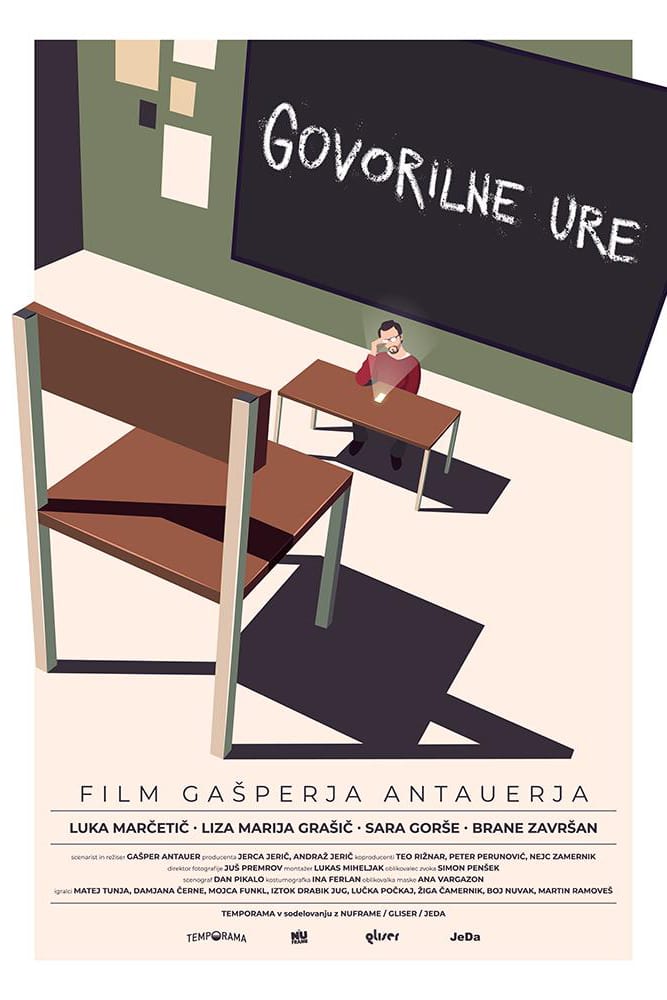 GOVORILNE URE
FILM GAŠPERJA ANTAUERJA
LUKA MARČETIČ · LIZA MARIJA GRAŠIČ · SARA GORŠE · BRANE ZAVRŠAN
scenarist in režiser GAŠPER ANTAUER producenta JERCA JERIČ, ANDRAŽ JERIČ koproducenti TEO RIŽNAR, PETER PERUNOVIČ, NEJC ZAMERNIK
direktor fotografije JUŠ PREMROV montažer LUKAS MIHELJAK oblikovalec zvoka SIMON PENŠEK
scenograf DAN PIKALO kostumografka INA FERLAN oblikovalka maske ANA VARGAZON
igralci MATEJ TUNJA, DAMJANA ČERNE, MOJCA FUNKL, IZTOK DRABIK JUG, LUČKA POČKAJ, ŽIGA ČAMERNIK, BOJ NUVAK, MARTIN RAMOVEŠ
TEMPORAMA v sodelovanju z NUFRAME / GLISER / JEDA
TEMPORAMA NU FRAME gliser JeDa